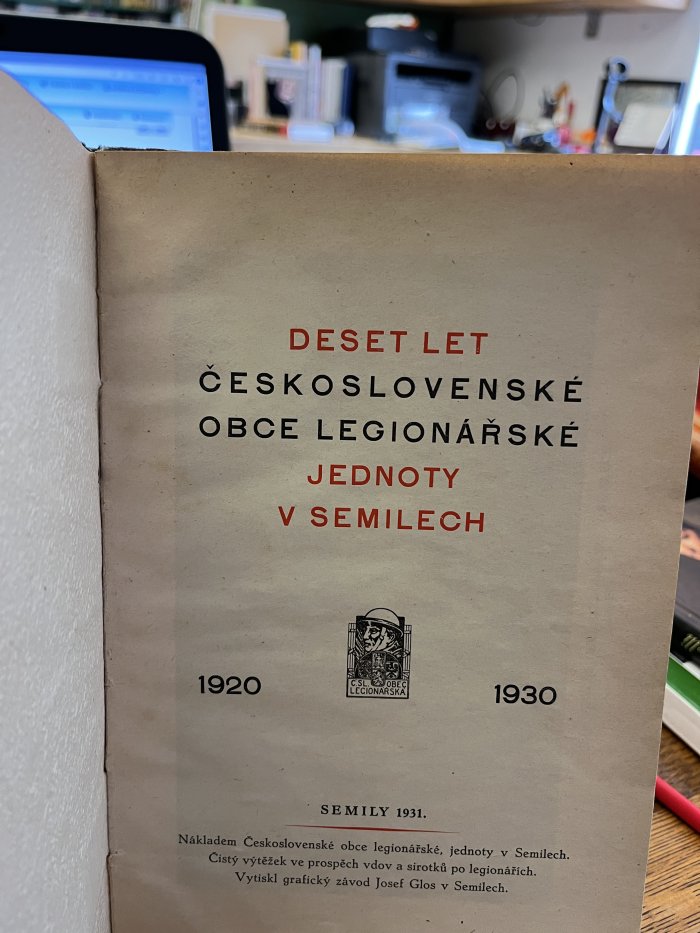 DESET LET
ČESKOSLOVENSKÉ
OBCE LEGIONÁŘSKÉ
JEDNOTY
V SEMILECH
1920
ČSL. OBEC
LEGIONÁŘSKÁ
1930
SEMILY 1931.
Nákladem Československé obce legionářské, jednoty v Semilech.
Čistý výtěžek ve prospěch vdov a sirotků po legionářích.
Vytiskl grafický závod Josef Glos v Semilech.